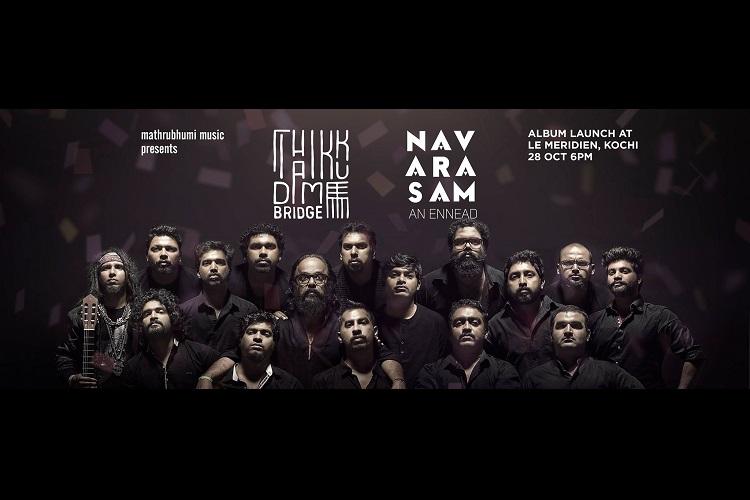 mathrubhumi music
presents
THAIKKUDAM
BRIDGE
NAV
ARA
SAM
AN ENNEAD
ALBUM LAUNCH AT
LE MERIDIEN, KOCHI
28 OCT 6PM